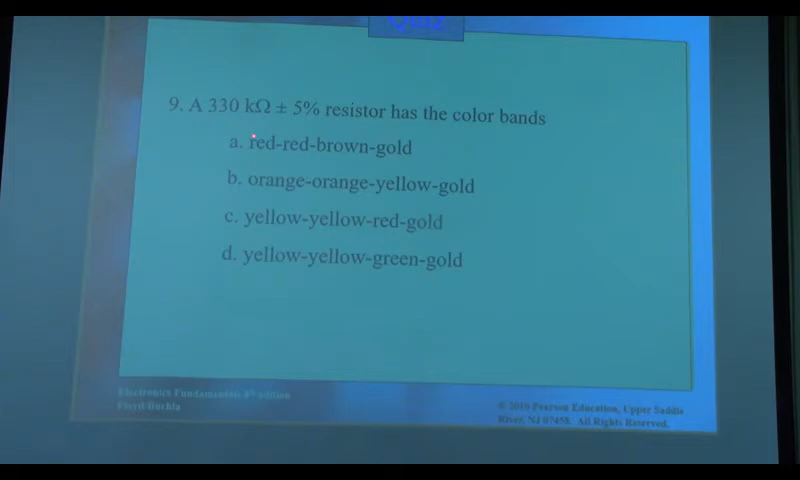 Quiz
9. A 330 kΩ ± 5% resistor has the color bands
a. red-red-brown-gold
b. orange-orange-yellow-gold
c. yellow-yellow-red-gold
d. yellow-yellow-green-gold
Electronics Fundamentals 8th edition
Floyd/Buchla
© 2010 Pearson Education, Upper Saddle
River, NJ 07458. All Rights Reserved.